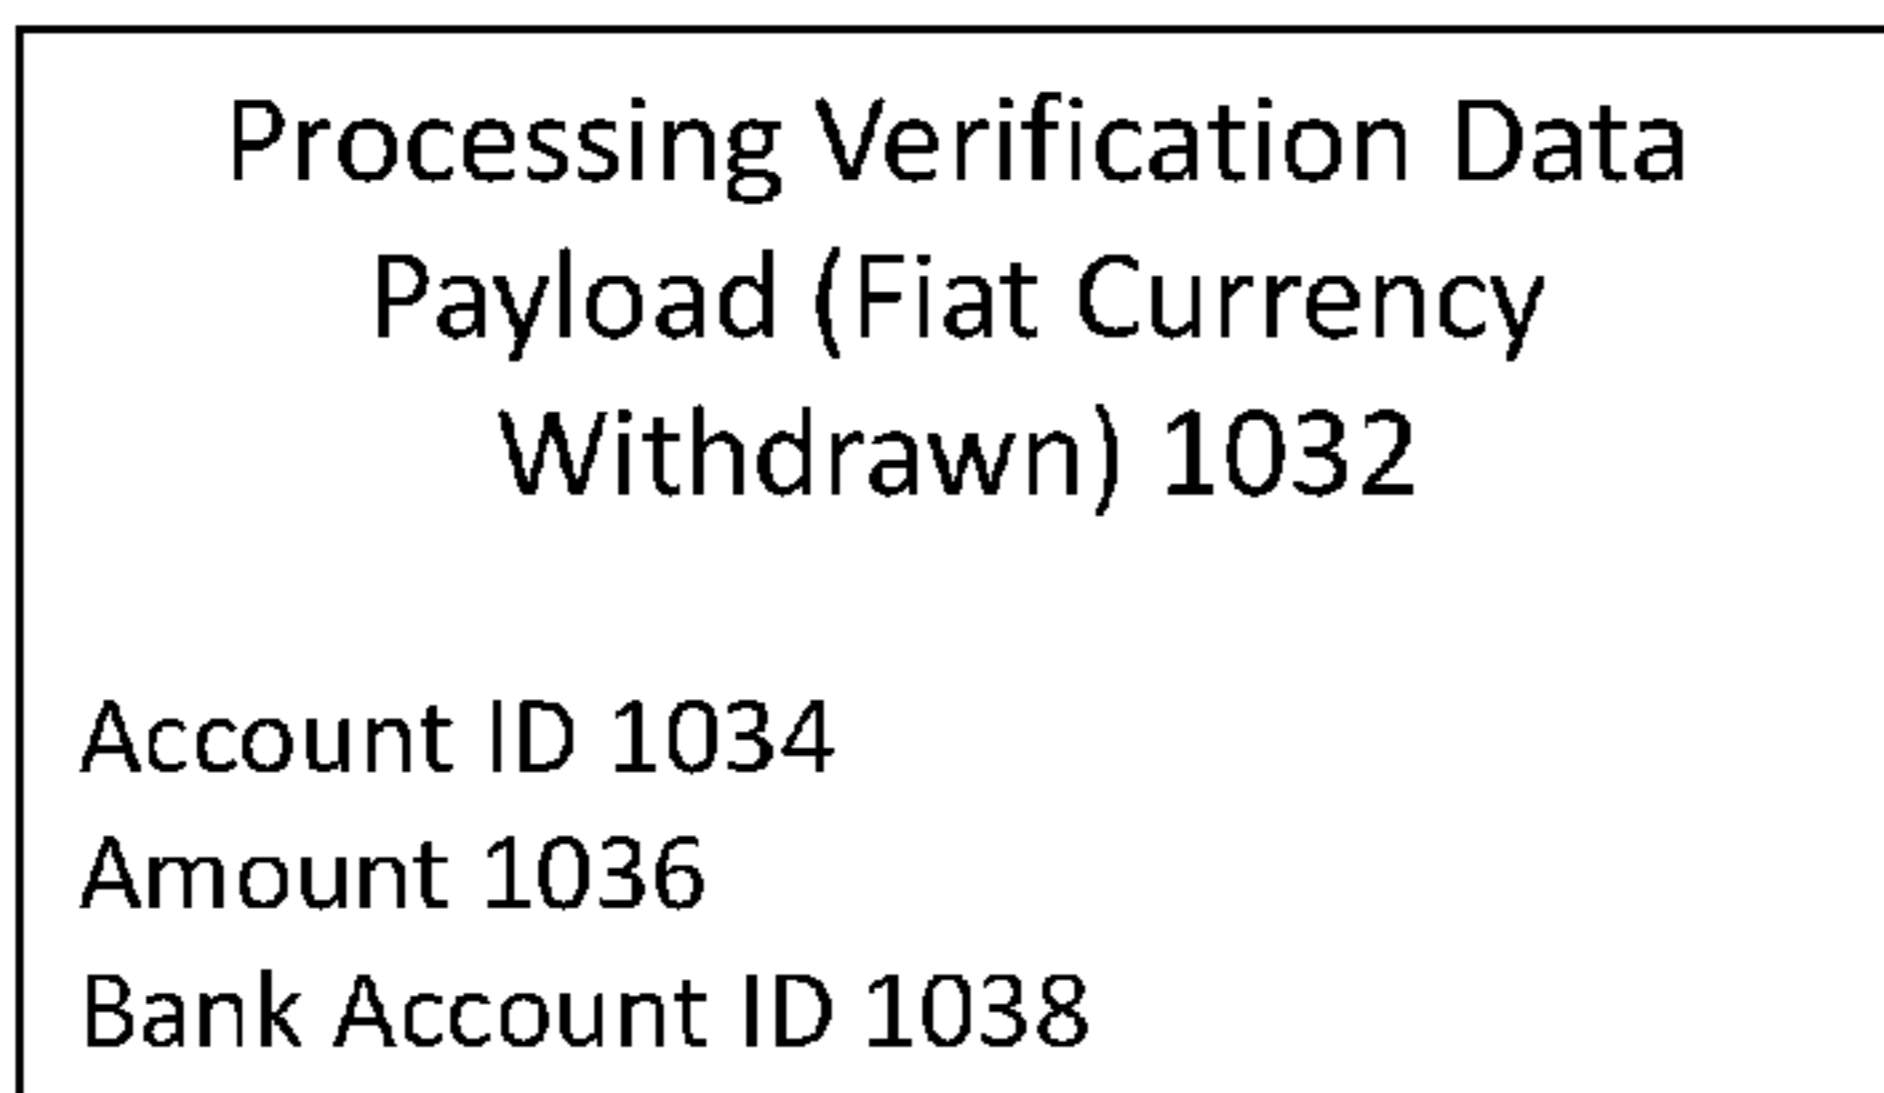 Processing Verification Data
Payload (Fiat Currency
Withdrawn) 1032
Account ID 1034
Amount 1036
Bank Account ID 1038